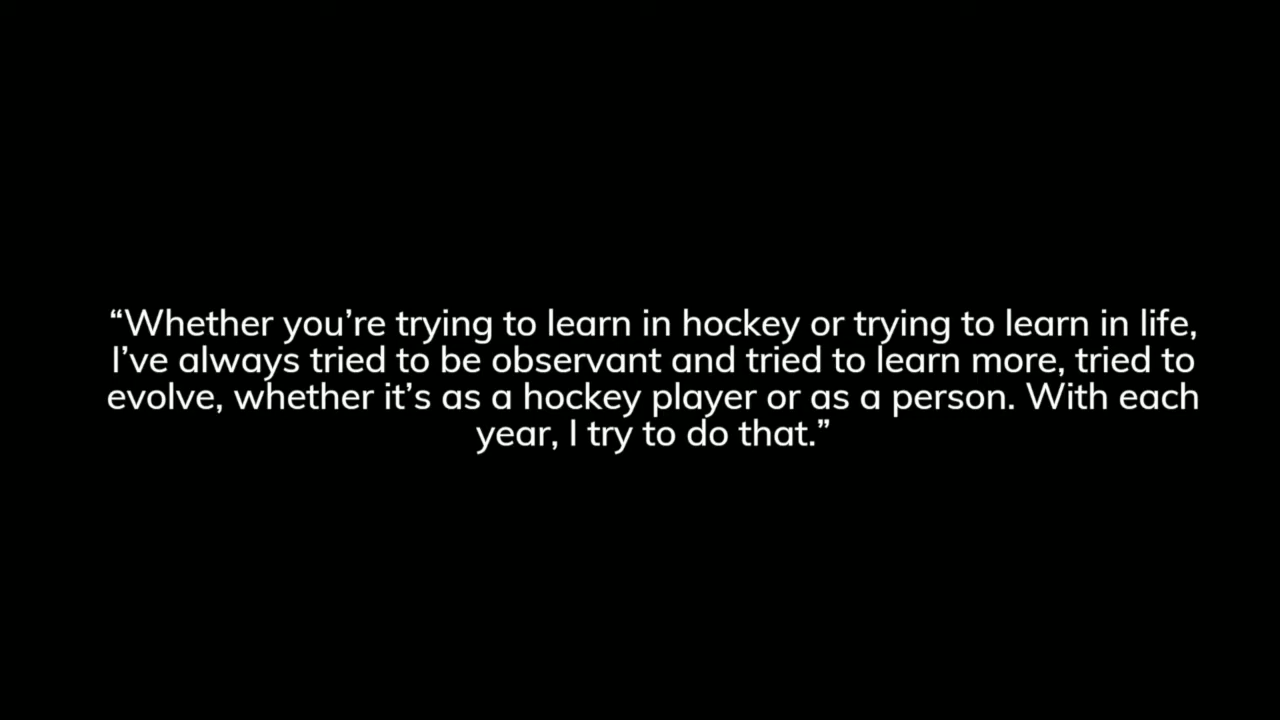 “Whether you’re trying to learn in hockey or trying to learn in life,
I’ve always tried to be observant and tried to learn more, tried to
evolve, whether it’s as a hockey player or as a person. With each
year, I try to do that.”